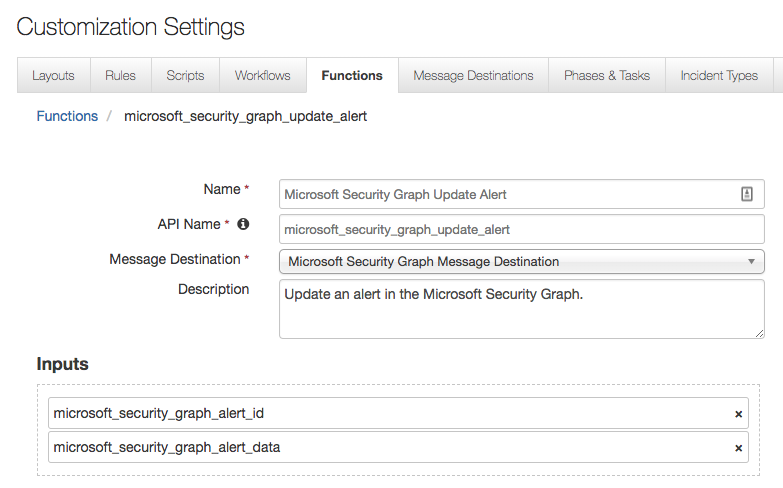 Customization Settings
Layouts Rules Scripts Workflows Functions Message Destinations Phases & Tasks Incident Types
Functions / microsoft_security_graph_update_alert
Name * Microsoft Security Graph Update Alert
API Name * microsoft_security_graph_update_alert
Message Destination * Microsoft Security Graph Message Destination
Description Update an alert in the Microsoft Security Graph.
Inputs
microsoft_security_graph_alert_id ×
microsoft_security_graph_alert_data ×